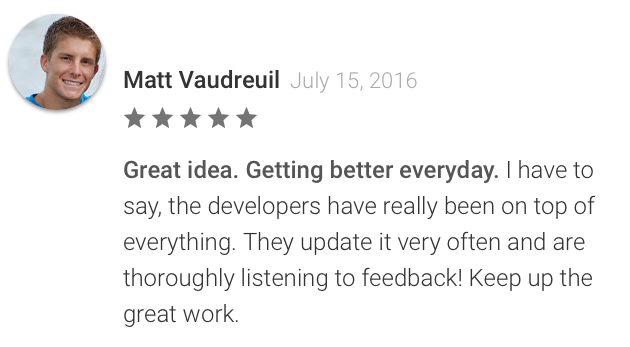 Matt Vaudreuil July 15, 2016
Great idea. Getting better everyday. I have to
say, the developers have really been on top of
everything. They update it very often and are
thoroughly listening to feedback! Keep up the
great work.